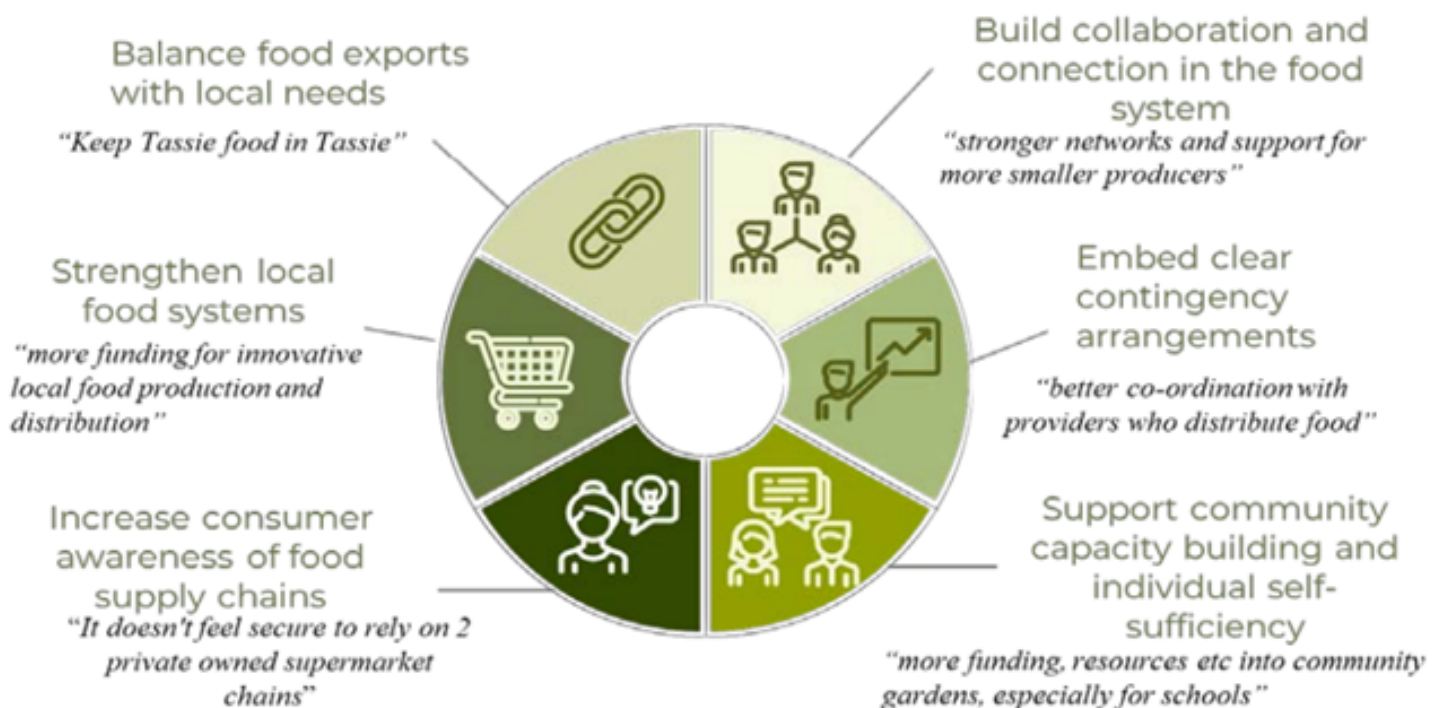 Balance food exports
with local needs
“Keep Tassie food in Tassie”
Build collaboration and
connection in the food
system
“stronger networks and support for
more smaller producers”
Strengthen local
food systems
“more funding for innovative
local food production and
distribution”
Embed clear
contingency
arrangements
“better co-ordination with
providers who distribute food”
Increase consumer
awareness of food
supply chains
“It doesn't feel secure to rely on 2
private owned supermarket
chains”
Support community
capacity building and
individual self-
sufficiency
“more funding, resources etc into community
gardens, especially for schools”